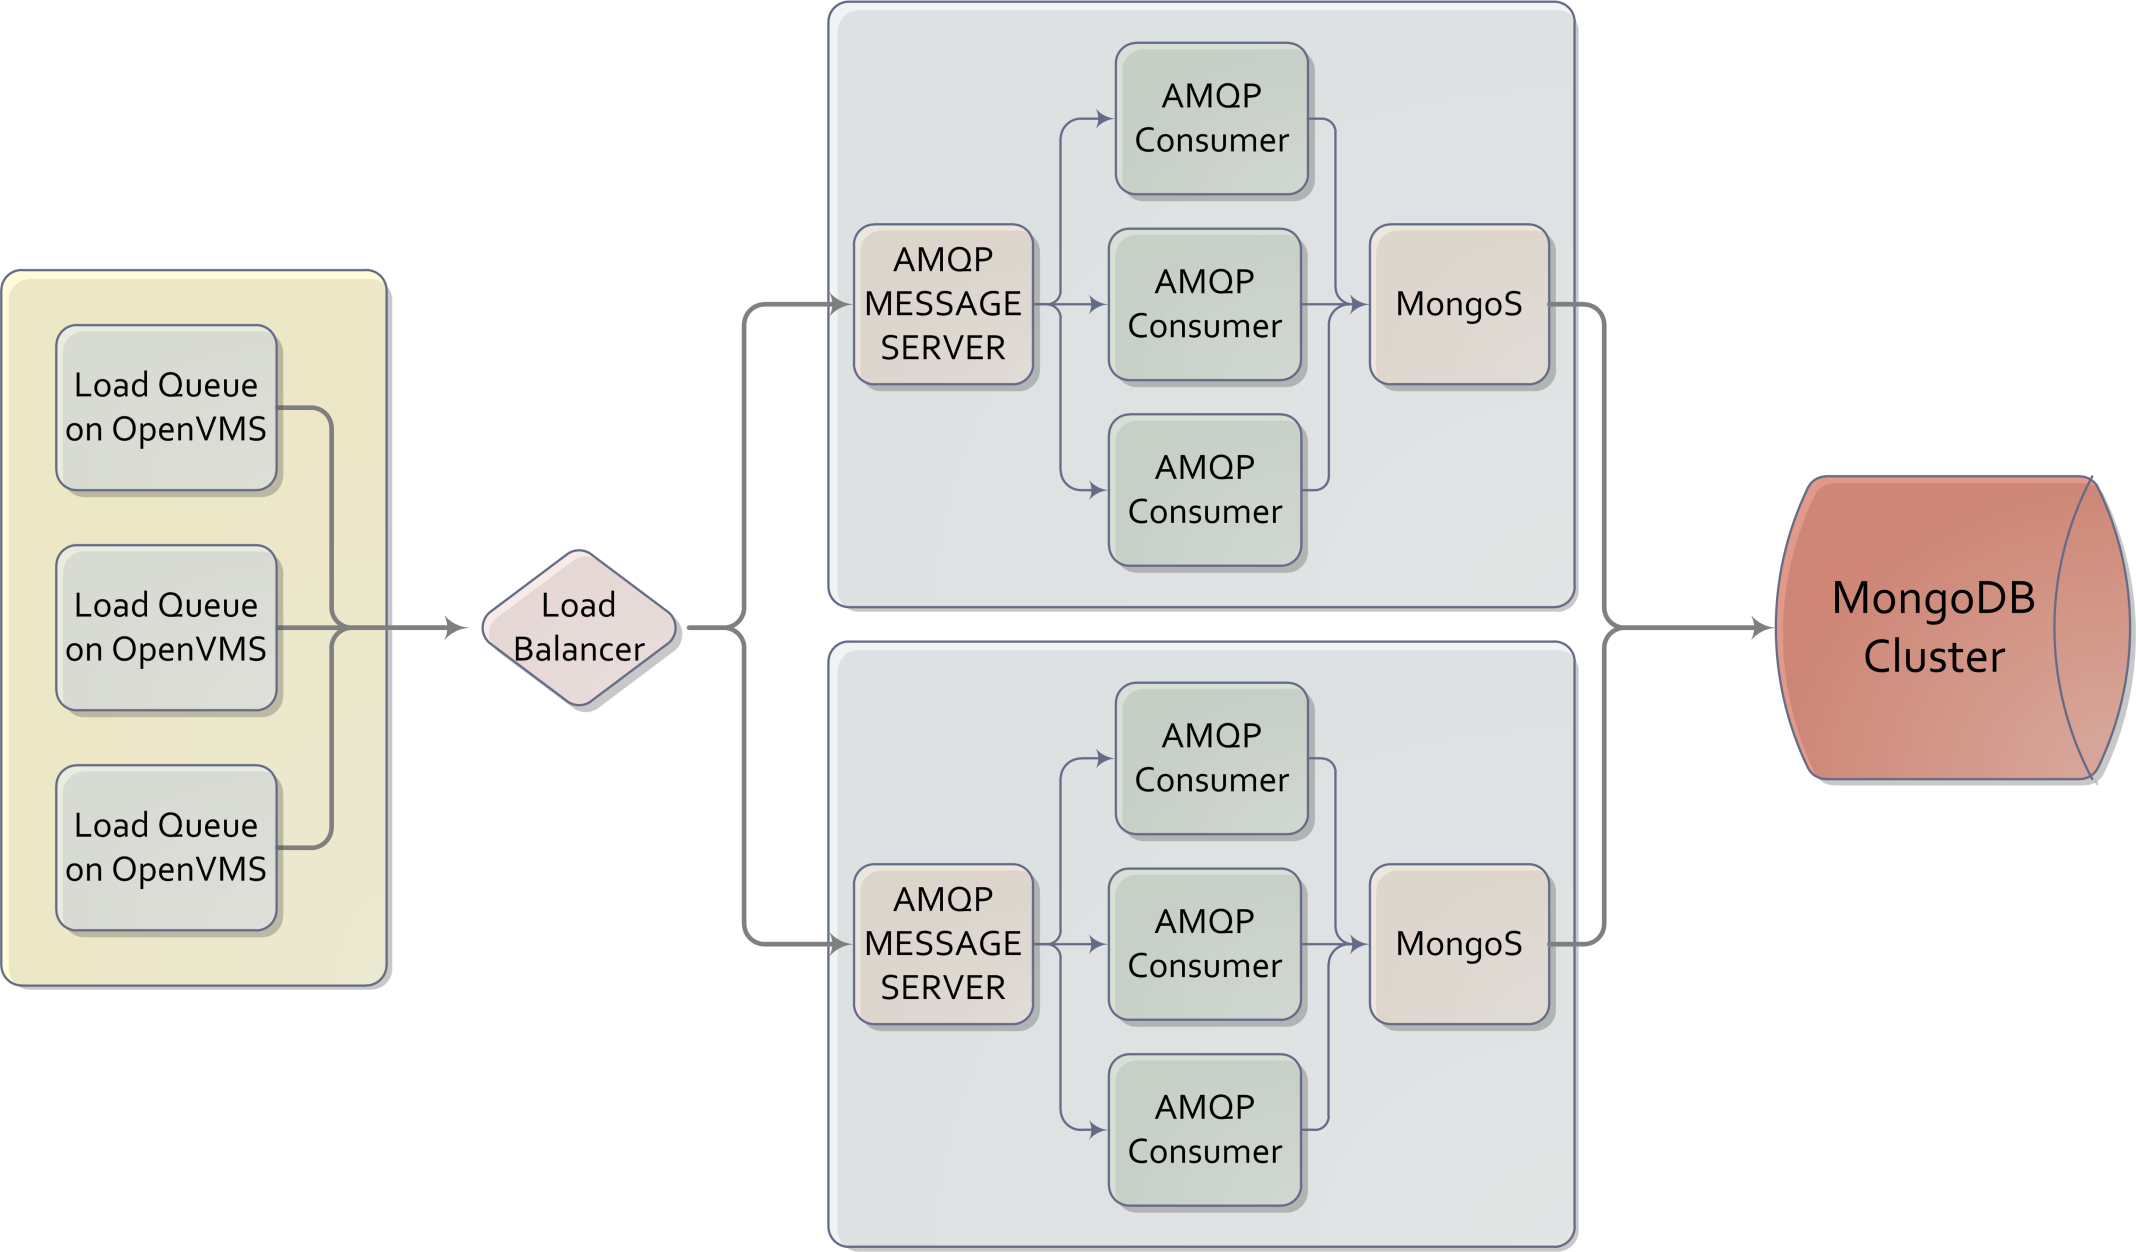 Load Queue
on OpenVMS
Load Queue
on OpenVMS
Load Queue
on OpenVMS
Load
Balancer
AMQP
MESSAGE
SERVER
AMQP
Consumer
AMQP
Consumer
AMQP
Consumer
MongoS
AMQP
MESSAGE
SERVER
AMQP
Consumer
AMQP
Consumer
AMQP
Consumer
MongoS
MongoDB
Cluster